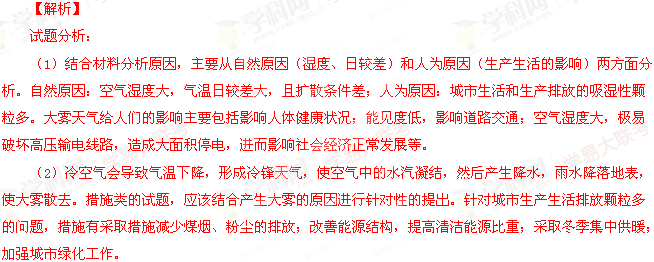 【解析】
试题分析：
（1）结合材料分析原因，主要从自然原因（湿度、日较差）和人为原因（生产生活的影响）两方面分
析。自然原因：空气湿度大，气温日较差大，且扩散条件差；人为原因：城市生活和生产排放的吸湿性颗
粒多。大雾天气给人们的影响主要包括影响人体健康状况；能见度低，影响道路交通；空气湿度大，极易
破坏高压输电线路，造成大面积停电，进而影响社会经济正常发展等。
（2）冷空气会导致气温下降，形成冷锋天气，使空气中的水汽凝结，然后产生降水，雨水降落地表，
使大雾散去。措施类的试题，应该结合产生大雾的原因进行针对性的提出。针对城市生产生活排放颗粒多
的问题，措施有采取措施减少煤烟、粉尘的排放；改善能源结构，提高清洁能源比重；采取冬季集中供暖；
加强城市绿化工作。